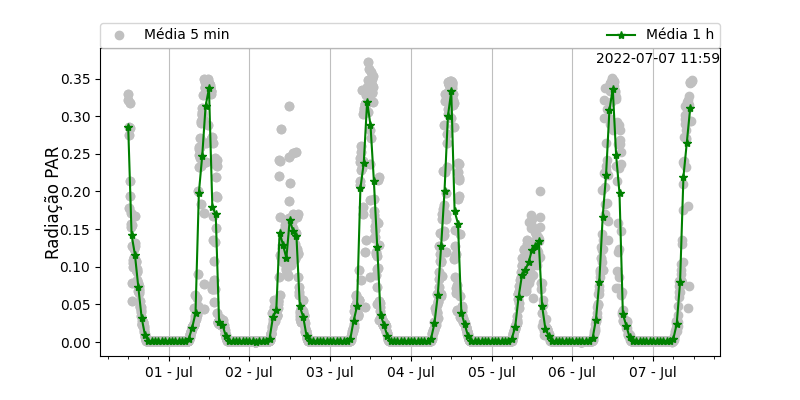 Média 5 min
Média 1 h
2022-07-07 11:59
Radiação PAR
0.35
0.30
0.25
0.20
0.15
0.10
0.05
0.00
01 - Jul
02 - Jul
03 - Jul
04 - Jul
05 - Jul
06 - Jul
07 - Jul